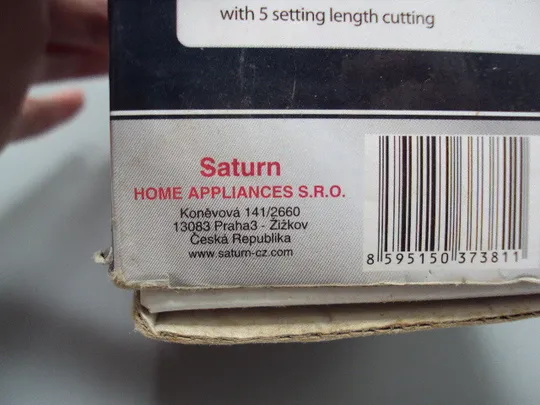 with 5 setting length cutting
Saturn
HOME APPLIANCES S.R.O.
Koněvová 141/2660
13083 Praha3 - Žižkov
Česká Republika
www.saturn-cz.com
8 595150 373811